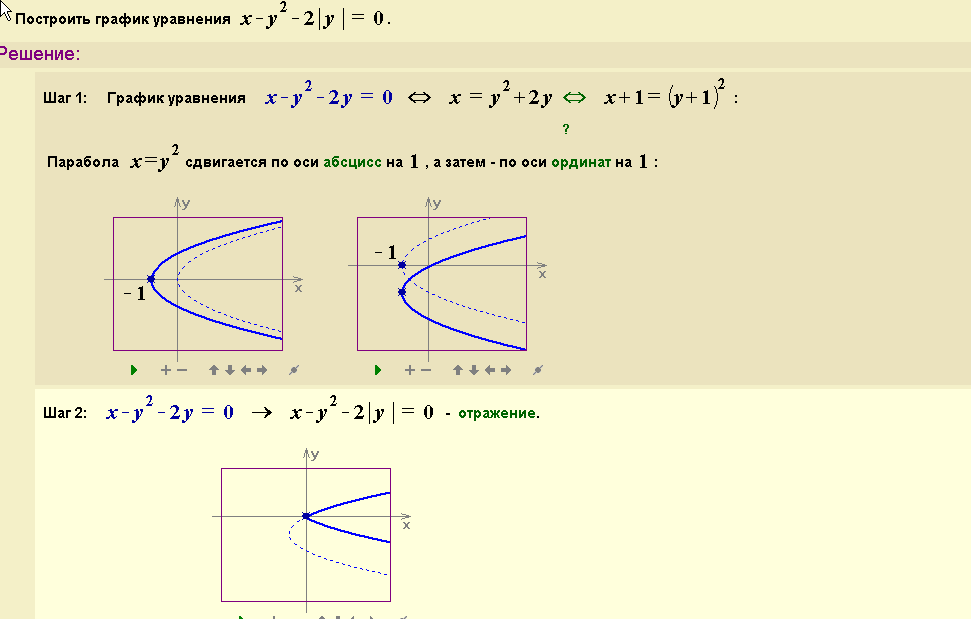 Построить график уравнения x - y² - 2|y| = 0.
Решение:
Шаг 1: График уравнения x - y² - 2y = 0 ⇔ x = y² + 2y ⇔ x + 1 = (y + 1)² :
?
Парабола x = y² сдвигается по оси абсцисс на 1 , а затем - по оси ординат на 1 :
y
x
- 1
y
x
- 1
Шаг 2: x - y² - 2y = 0 → x - y² - 2|y| = 0 - отражение.
y
x